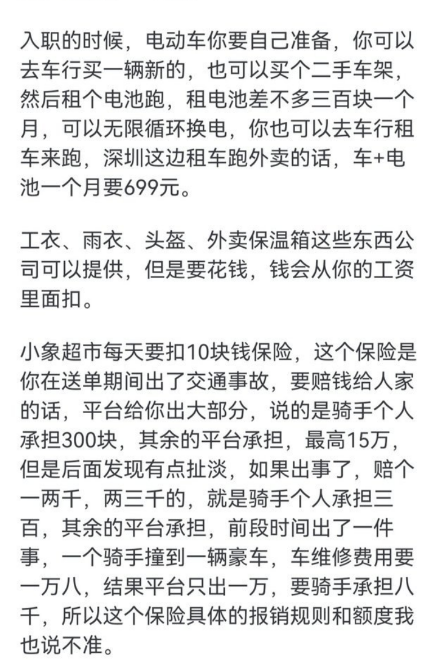 入职的时候，电动车你要自己准备，你可以
去车行买一辆新的，也可以买个二手车架，
然后租个电池跑，租电池差不多三百块一个
月，可以无限循环换电，你也可以去车行租
车来跑，深圳这边租车跑外卖的话，车+电
池一个月要699元。
工衣、雨衣、头盔、外卖保温箱这些东西公
司可以提供，但是要花钱，钱会从你的工资
里面扣。
小象超市每天要扣10块钱保险，这个保险是
你在送单期间出了交通事故，要赔钱给人家
的话，平台给你出大部分，说的是骑手个人
承担300块，其余的平台承担，最高15万，
但是后面发现有点扯淡，如果出事了，赔个
一两千，两三千的，就是骑手个人承担三
百，其余的平台承担，前段时间出了一件
事，一个骑手撞到一辆豪车，车维修费用要
一万八，结果平台只出一万，要骑手承担八
千，所以这个保险具体的报销规则和额度我
也说不准。